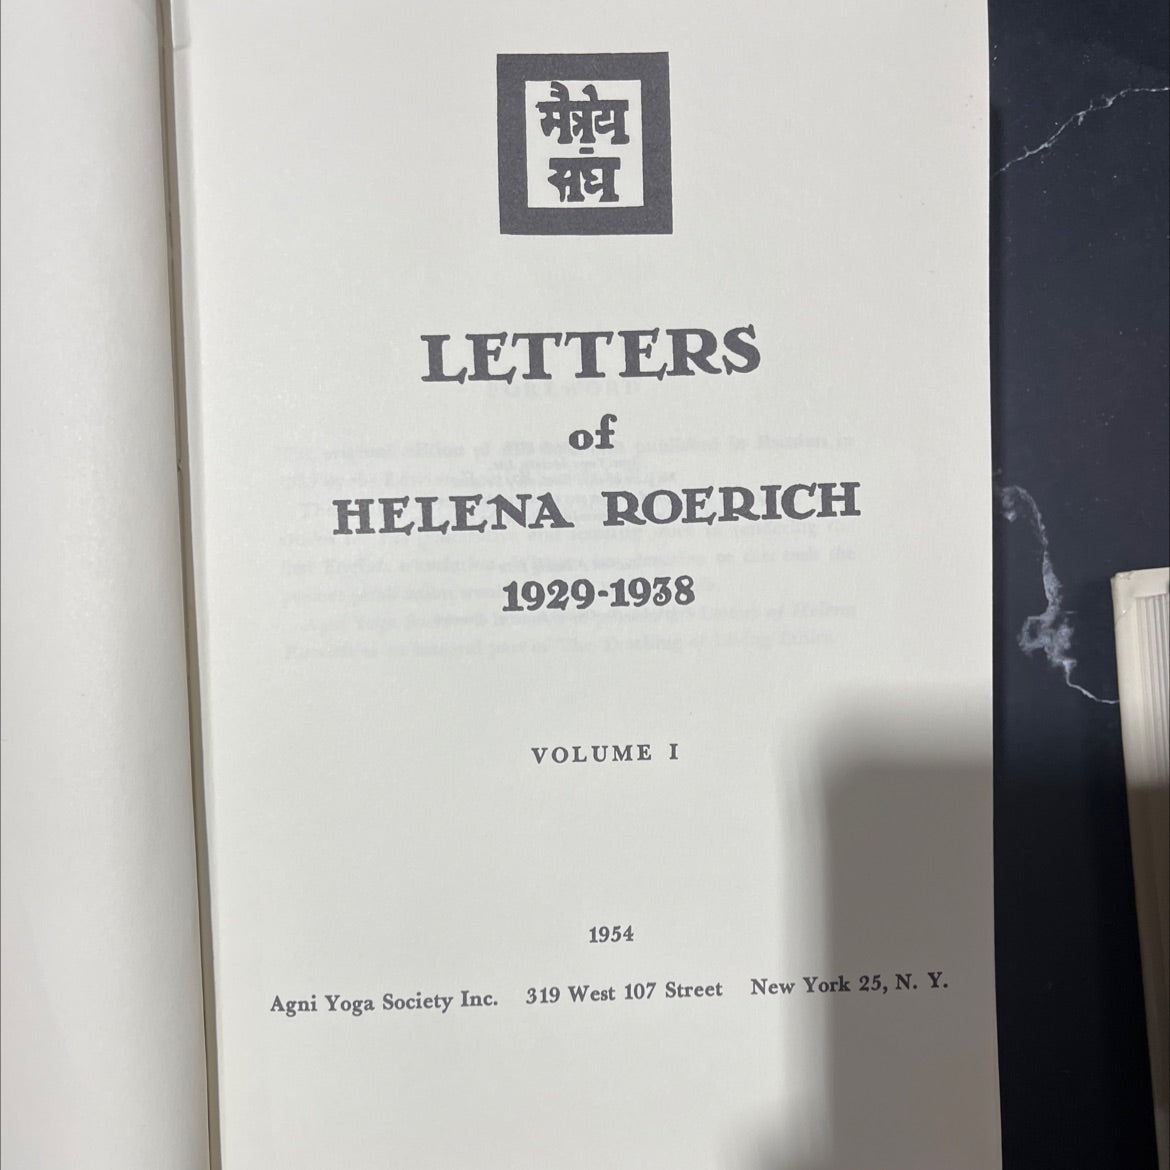 मैत्रेय
संघ
LETTERS
of
HELENA ROERICH
1929-1938
VOLUME I
1954
Agni Yoga Society Inc. 319 West 107 Street New York 25, N. Y.